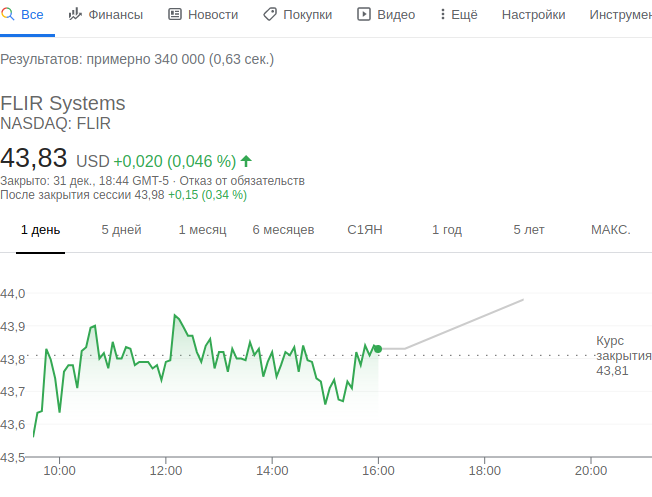 Все Финансы Новости Покупки Видео Ещё Настройки Инструмен
Результатов: примерно 340 000 (0,63 сек.)
FLIR Systems
NASDAQ: FLIR
43,83 USD +0,020 (0,046 %)
Закрыто: 31 дек., 18:44 GMT-5 · Отказ от обязательств
После закрытия сессии 43,98 +0,15 (0,34 %)
1 день 5 дней 1 месяц 6 месяцев С1ЯН 1 год 5 лет МАКС.
44,0
43,9
Курс
43,8
закрытия
43,81
43,7
43,6
43,5
10:00 12:00 14:00 16:00 18:00 20:00